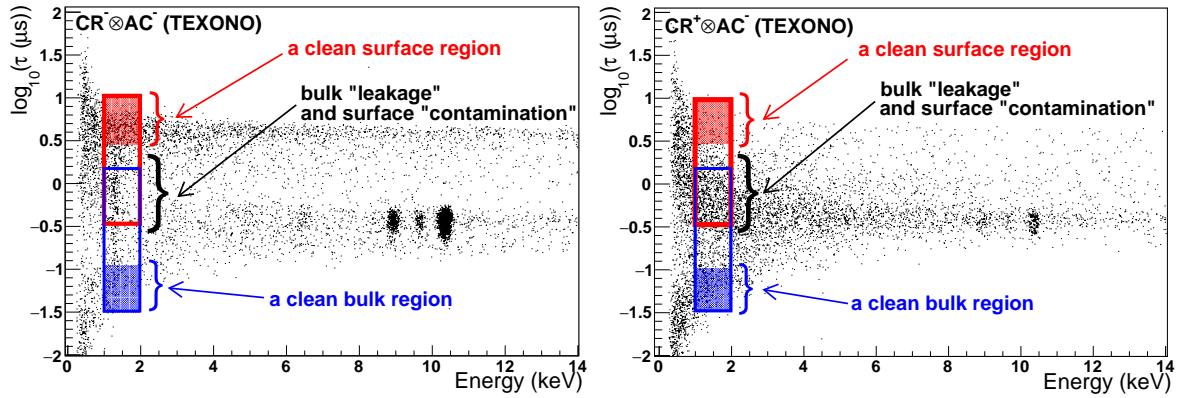 CR⁻⊗AC⁻ (TEXONO)
a clean surface region
bulk "leakage"
and surface "contamination"
a clean bulk region
log₁₀(τ (μs))
2
1.5
1
0.5
0
−0.5
−1
−1.5
−2
0 2 4 6 8 10 12 14
Energy (keV)
CR⁺⊗AC⁻ (TEXONO)
a clean surface region
bulk "leakage"
and surface "contamination"
a clean bulk region
log₁₀(τ (μs))
2
1.5
1
0.5
0
−0.5
−1
−1.5
−2
0 2 4 6 8 10 12 14
Energy (keV)